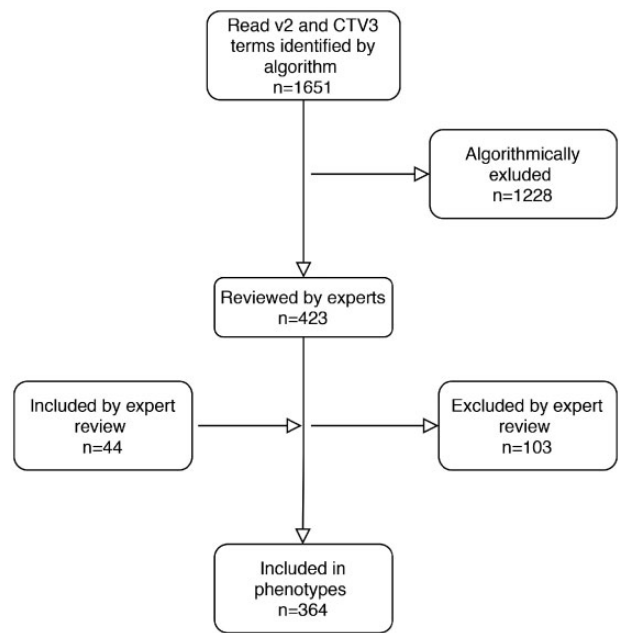 Read v2 and CTV3
terms identified by
algorithm
n=1651
Algorithmically
exluded
n=1228
Reviewed by experts
n=423
Included by expert
review
n=44
Excluded by expert
review
n=103
Included in
phenotypes
n=364